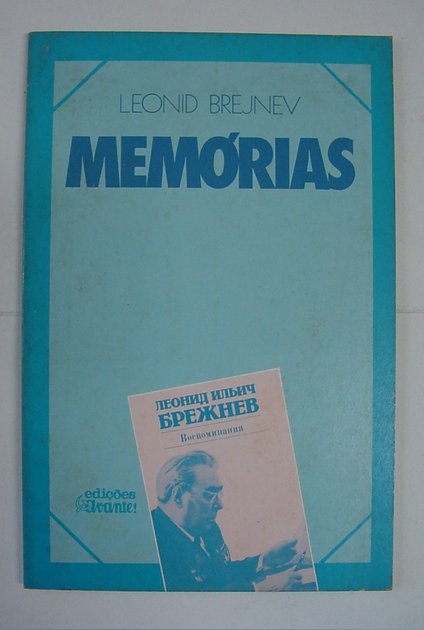 LEONID BREJNEV
MEMÓRIAS
ЛЕОНИД ИЛЬИЧ
БРЕЖНЕВ
Воспоминания
edições
Avante!